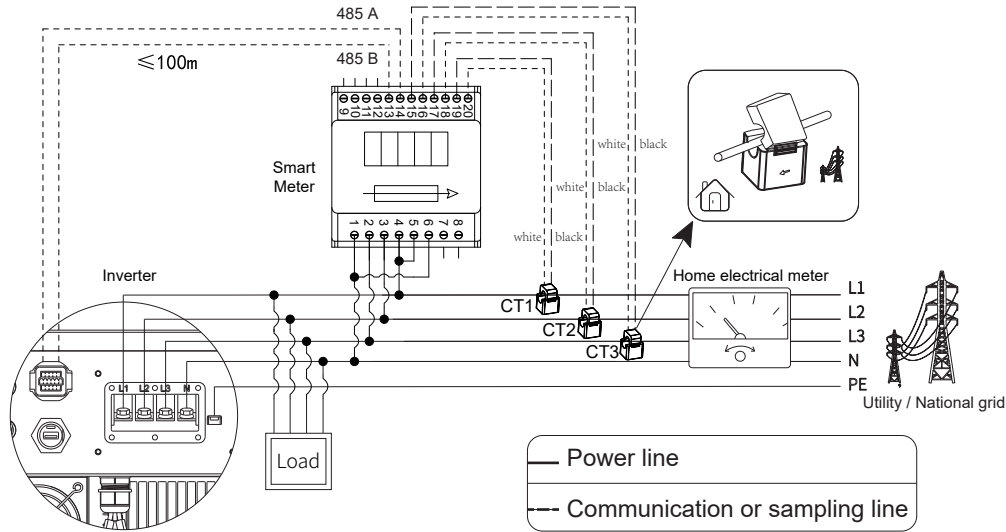 485 A
≤100m
485 B
9 10 11 12 13 14 15 16 17 18 19 20
Smart
Meter
white black
white black
white black
1 2 3 4 5 6 7 8
Inverter
Home electrical meter
CT1
CT2
CT3
L1
L2
L3
N
PE
L1 L2 L3 N
Utility / National grid
Load
Power line
Communication or sampling line